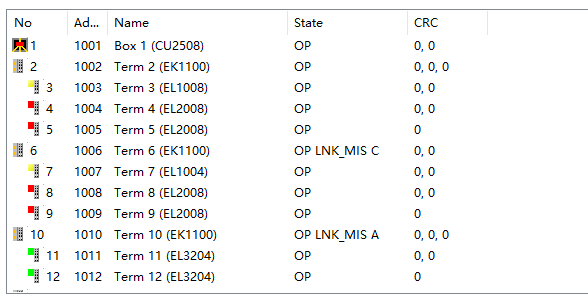 No Ad... Name State CRC
1 1001 Box 1 (CU2508) OP 0, 0
2 1002 Term 2 (EK1100) OP 0, 0, 0
3 1003 Term 3 (EL1008) OP 0, 0
4 1004 Term 4 (EL2008) OP 0, 0
5 1005 Term 5 (EL2008) OP 0
6 1006 Term 6 (EK1100) OP LNK_MIS C 0, 0
7 1007 Term 7 (EL1004) OP 0, 0
8 1008 Term 8 (EL2008) OP 0, 0
9 1009 Term 9 (EL2008) OP 0
10 1010 Term 10 (EK1100) OP LNK_MIS A 0, 0, 0
11 1011 Term 11 (EL3204) OP 0, 0
12 1012 Term 12 (EL3204) OP 0